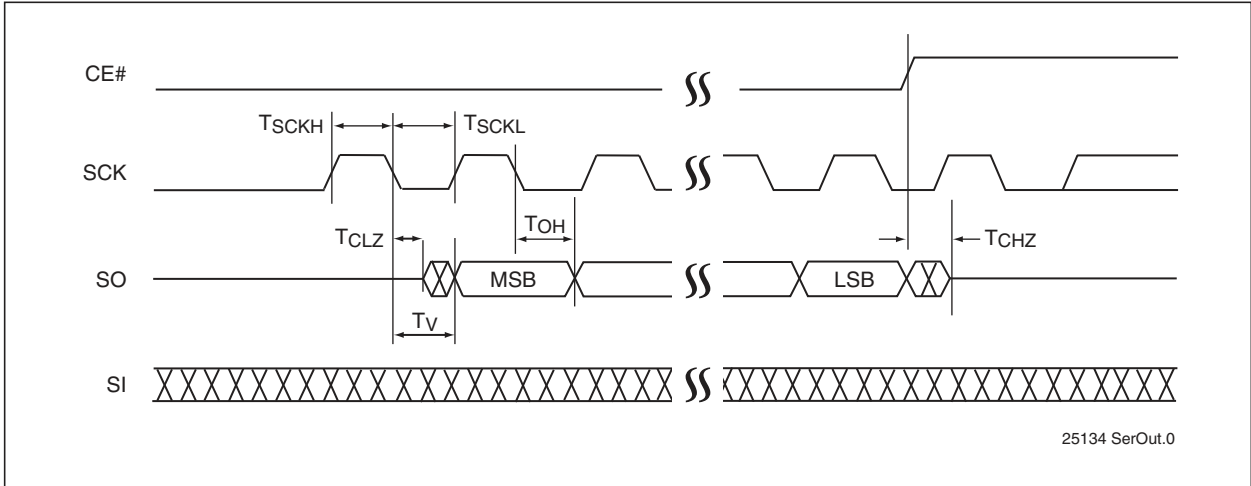 CE#
TSCKH TSCKL
SCK
TCLZ TOH TCHZ
SO MSB LSB
TV
SI
25134 SerOut.0